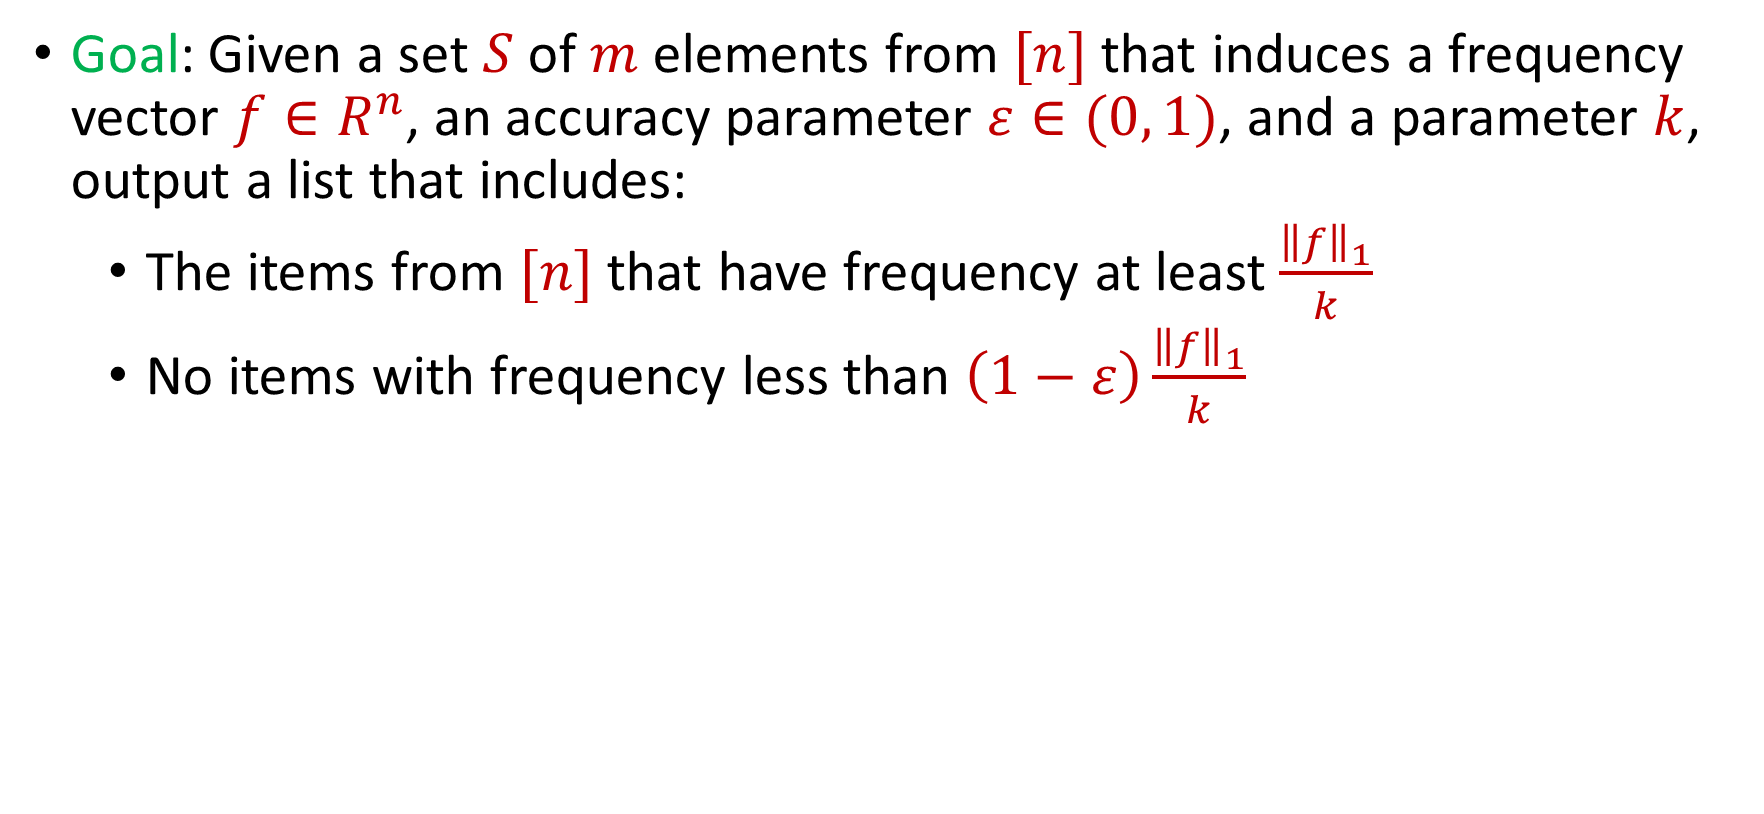 • Goal: Given a set S of m elements from [n] that induces a frequency
vector f ∈ Rⁿ, an accuracy parameter ε ∈ (0, 1), and a parameter k,
output a list that includes:
• The items from [n] that have frequency at least ‖f‖₁/k
• No items with frequency less than (1 − ε) ‖f‖₁/k